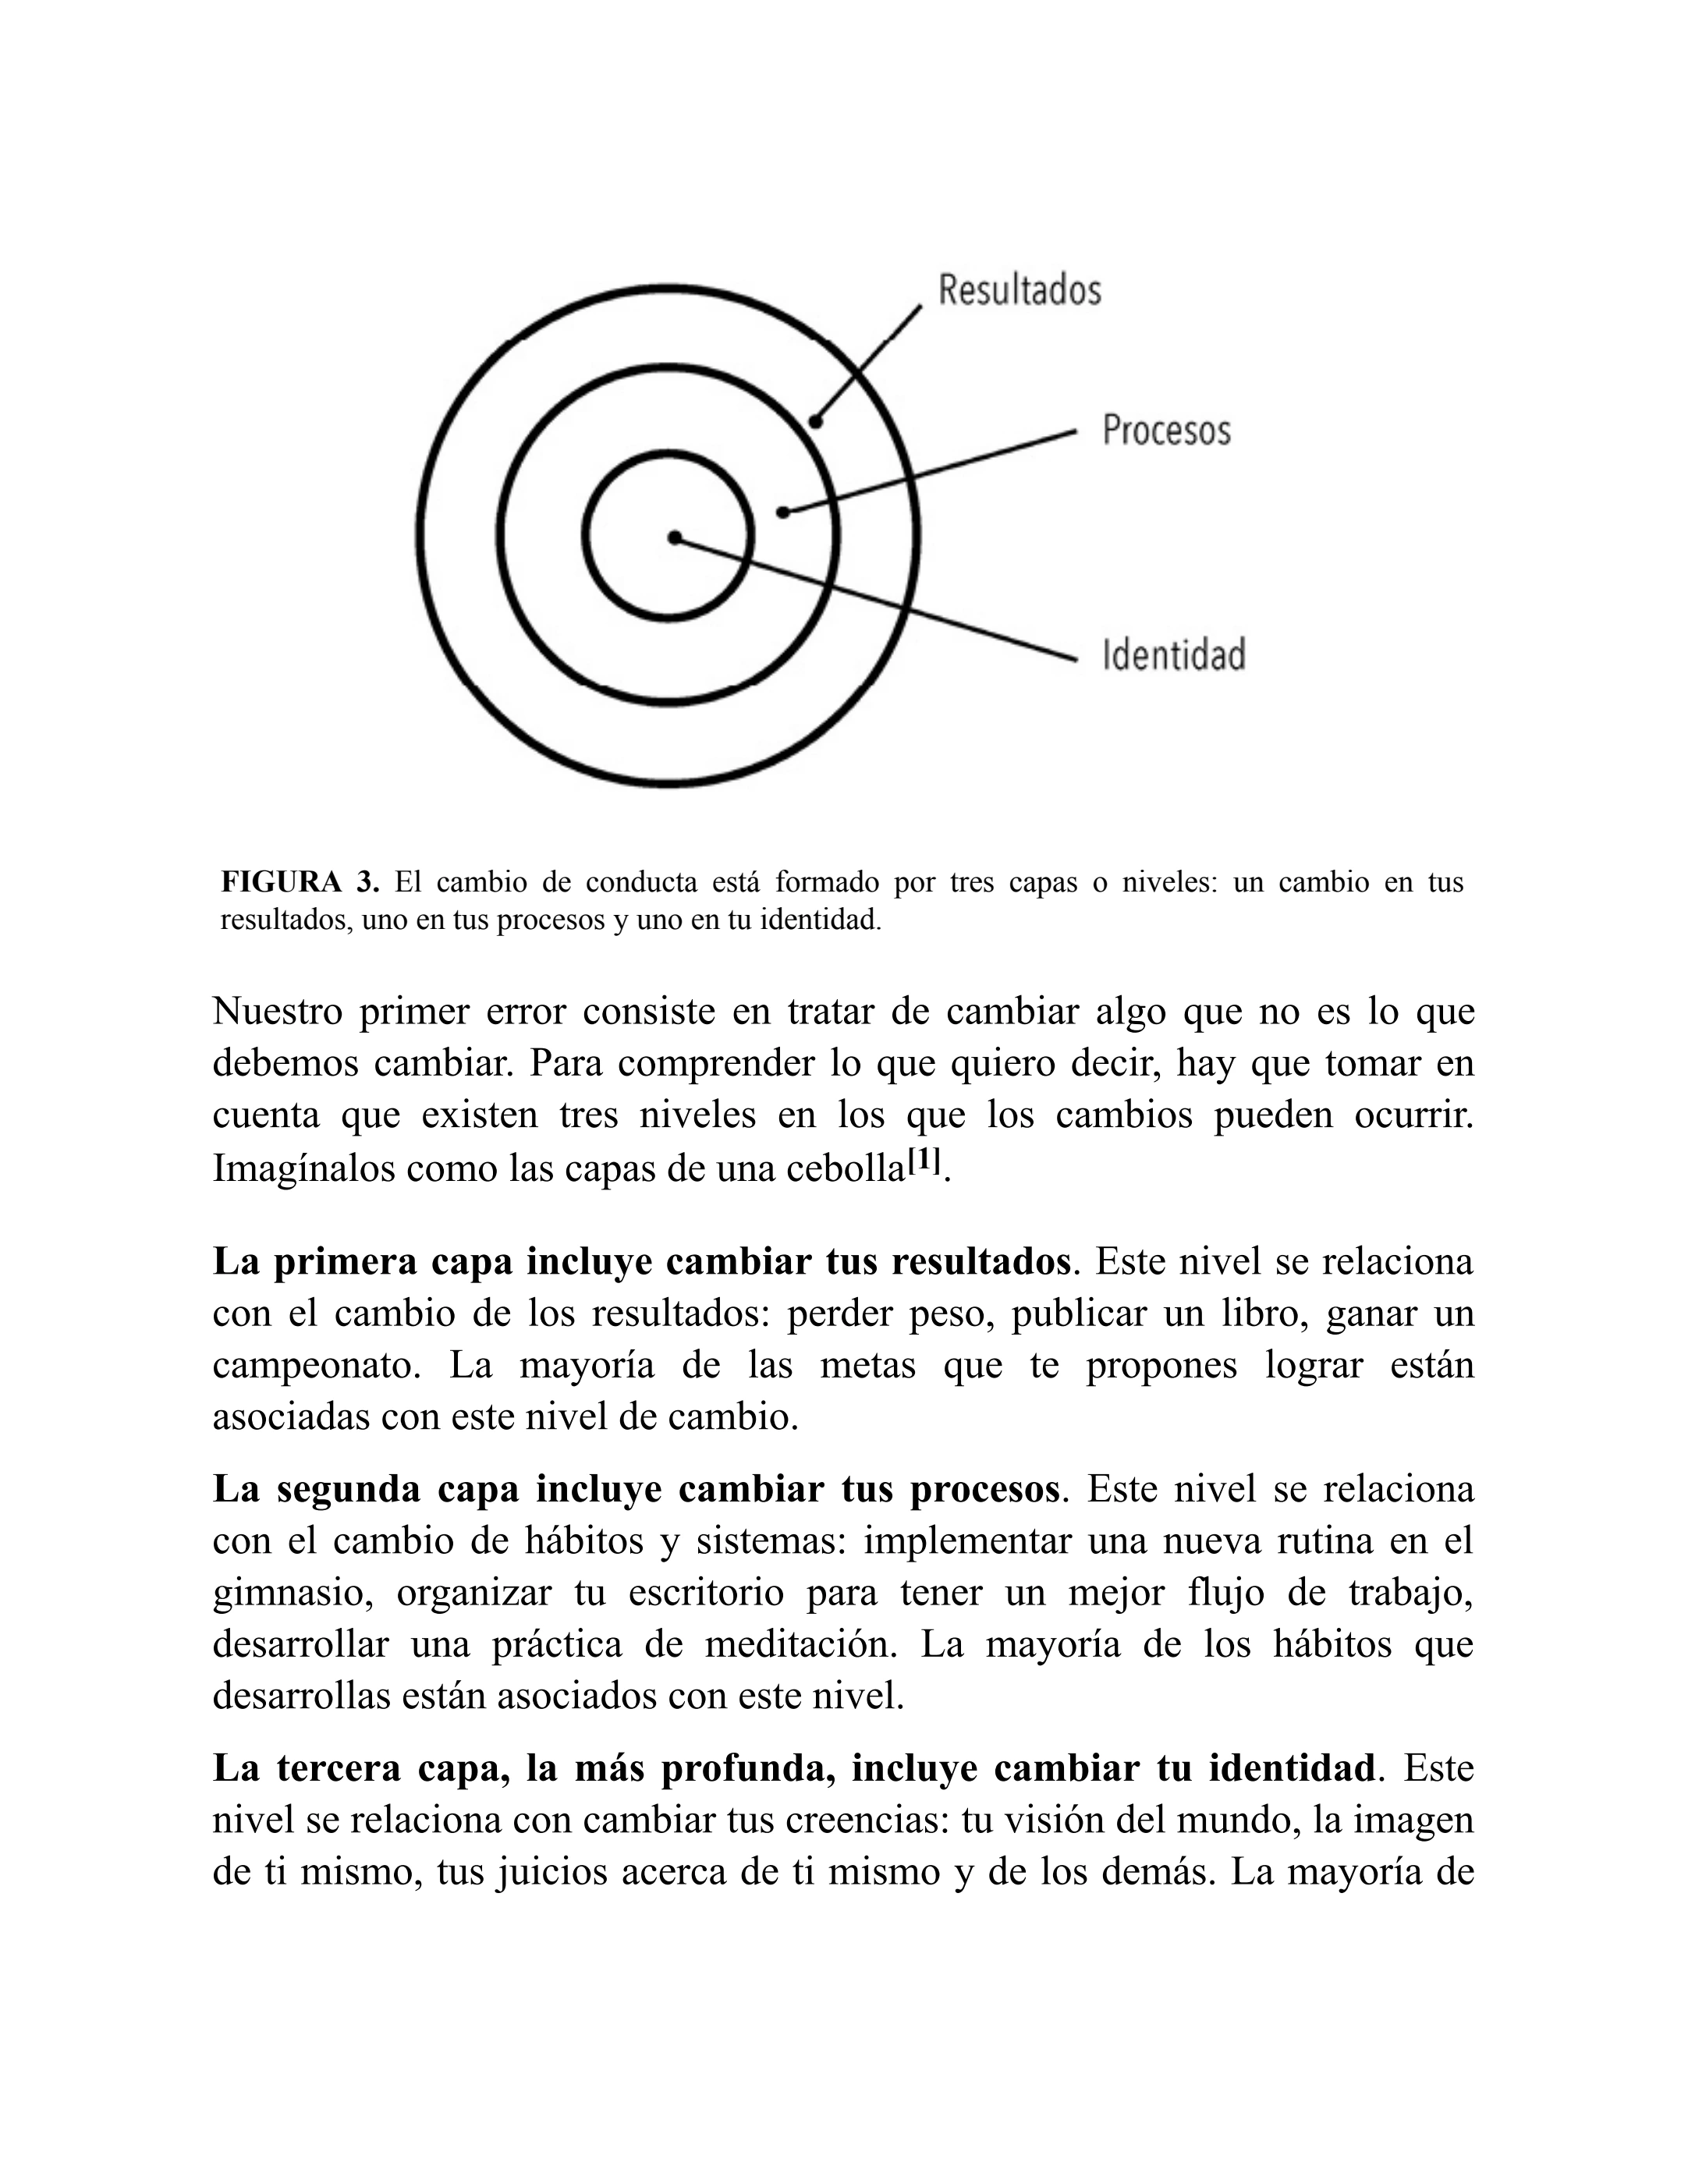 Resultados
Procesos
Identidad
FIGURA 3. El cambio de conducta está formado por tres capas o niveles: un cambio en tus
resultados, uno en tus procesos y uno en tu identidad.
Nuestro primer error consiste en tratar de cambiar algo que no es lo que
debemos cambiar. Para comprender lo que quiero decir, hay que tomar en
cuenta que existen tres niveles en los que los cambios pueden ocurrir.
Imagínalos como las capas de una cebolla[1].
La primera capa incluye cambiar tus resultados. Este nivel se relaciona
con el cambio de los resultados: perder peso, publicar un libro, ganar un
campeonato. La mayoría de las metas que te propones lograr están
asociadas con este nivel de cambio.
La segunda capa incluye cambiar tus procesos. Este nivel se relaciona
con el cambio de hábitos y sistemas: implementar una nueva rutina en el
gimnasio, organizar tu escritorio para tener un mejor flujo de trabajo,
desarrollar una práctica de meditación. La mayoría de los hábitos que
desarrollas están asociados con este nivel.
La tercera capa, la más profunda, incluye cambiar tu identidad. Este
nivel se relaciona con cambiar tus creencias: tu visión del mundo, la imagen
de ti mismo, tus juicios acerca de ti mismo y de los demás. La mayoría de